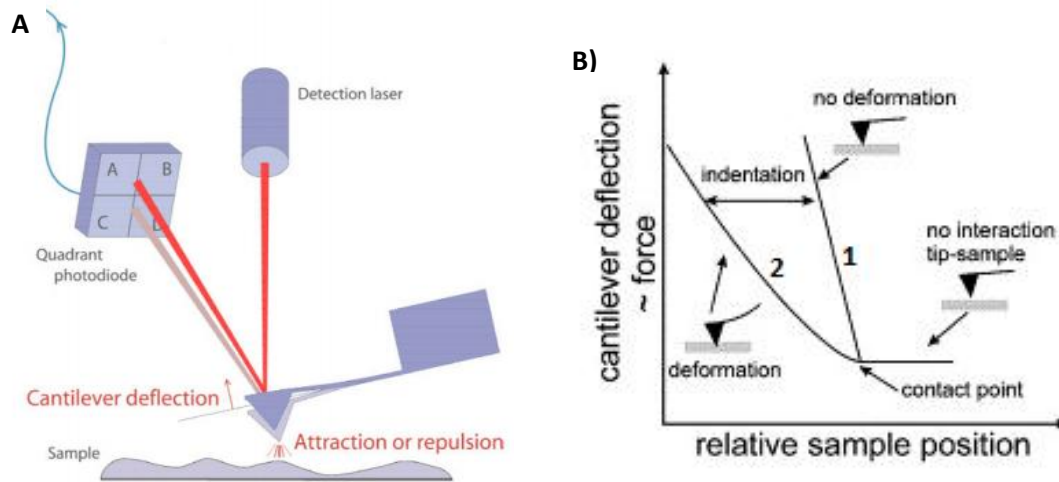 A
Detection laser
A
B
C
D
Quadrant
photodiode
Cantilever deflection
Attraction or repulsion
Sample
B)
cantilever deflection
~ force
no deformation
indentation
no interaction
tip-sample
2
1
deformation
contact point
relative sample position